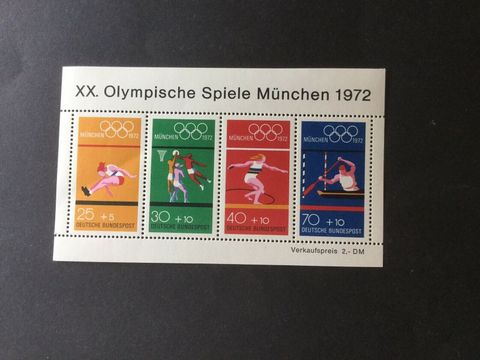 XX. Olympische Spiele München 1972
MÜNCHEN 1972
25 +5
DEUTSCHE BUNDESPOST
MÜNCHEN 1972
30 +10
DEUTSCHE BUNDESPOST
MÜNCHEN 1972
40 +10
DEUTSCHE BUNDESPOST
MÜNCHEN 1972
70 +10
DEUTSCHE BUNDESPOST
Verkaufspreis 2,- DM